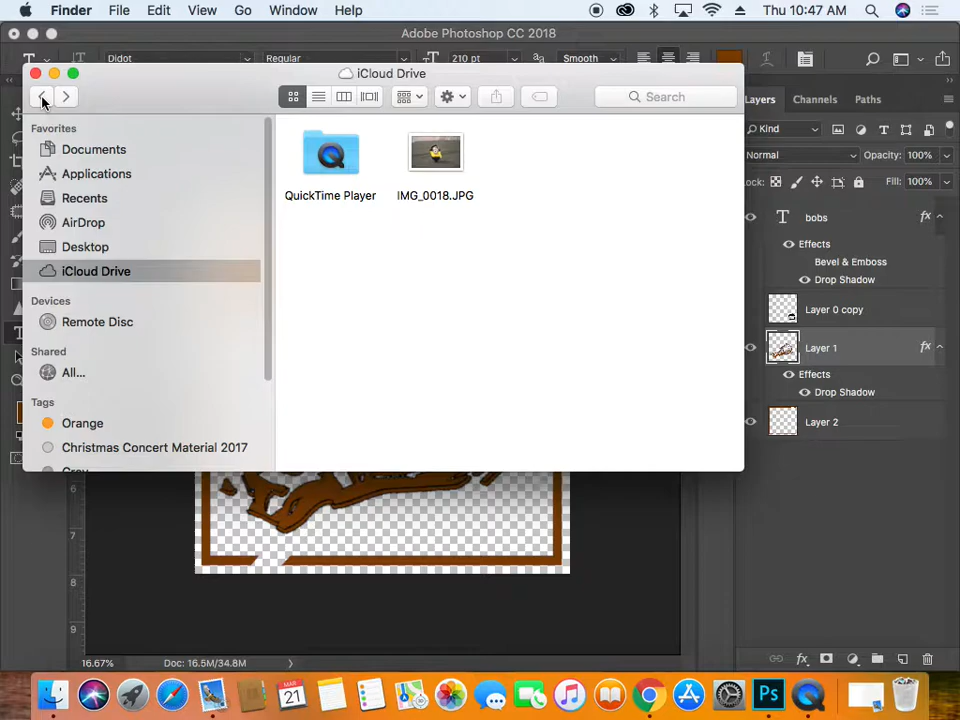 Finder File Edit View Go Window Help Thu 10:47 AM
Adobe Photoshop CC 2018
T Didot Regular 210 pt Smooth
iCloud Drive
Search
Favorites
Documents
Applications
Recents
AirDrop
Desktop
iCloud Drive
Devices
Remote Disc
Shared
All...
Tags
Orange
Christmas Concert Material 2017
QuickTime Player
IMG_0018.JPG
Layers Channels Paths
Kind
Normal Opacity: 100%
Lock: Fill: 100%
T bobs fx
Effects
Bevel & Emboss
Drop Shadow
Layer 0 copy
Layer 1 fx
Effects
Drop Shadow
Layer 2
6
7
8
9
16.67% Doc: 16.5M/34.8M
MAR
21
Ps